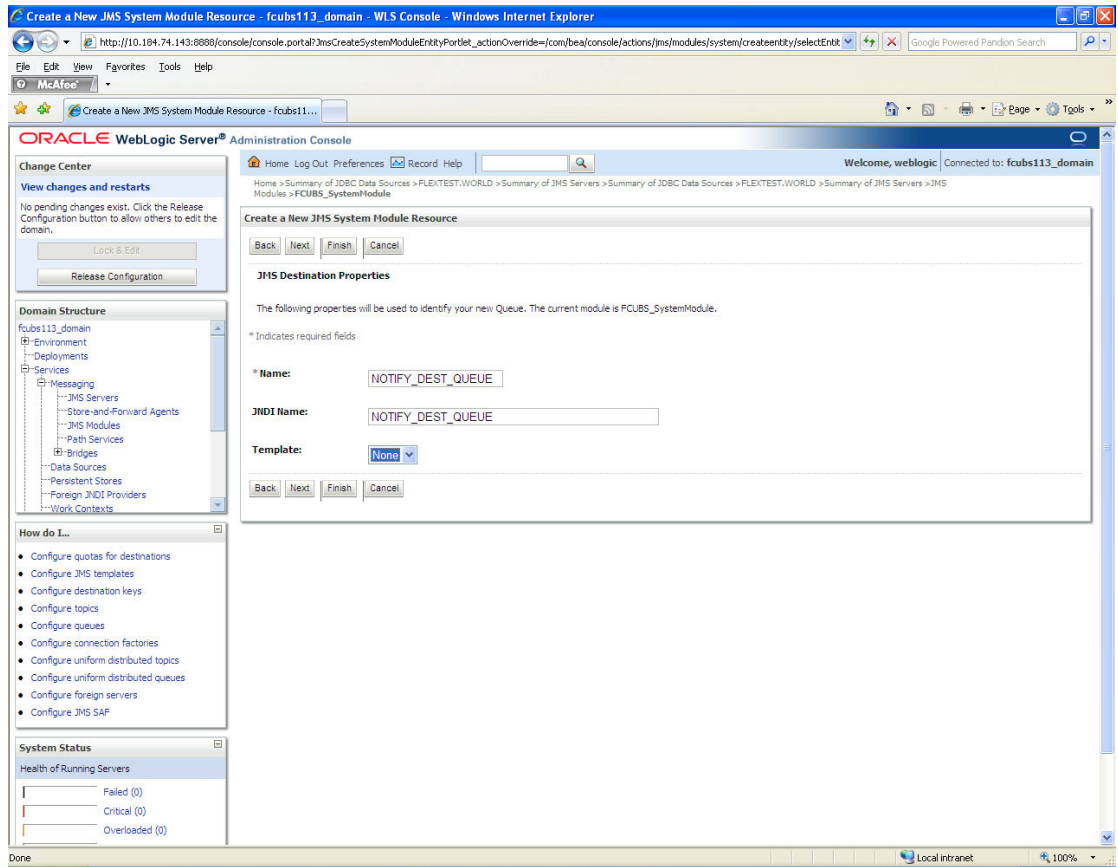 Create a New JMS System Module Resource - fcubs113_domain - WLS Console - Windows Internet Explorer
http://10.184.74.143:8888/console/console.portal?JmsCreateSystemModuleEntityPortlet_actionOverride=/com/bea/console/actions/jms/modules/system/createentity/selectEntit
Google Powered Pandion Search
File Edit View Favorites Tools Help
McAfee
Create a New JMS System Module Resource - fcubs11...
Page Tools
ORACLE WebLogic Server® Administration Console
Change Center
View changes and restarts
No pending changes exist. Click the Release
Configuration button to allow others to edit the
domain.
Lock & Edit
Release Configuration
Domain Structure
fcubs113_domain
Environment
Deployments
Services
Messaging
JMS Servers
Store-and-Forward Agents
JMS Modules
Path Services
Bridges
Data Sources
Persistent Stores
Foreign JNDI Providers
Work Contexts
How do I...
Configure quotas for destinations
Configure JMS templates
Configure destination keys
Configure topics
Configure queues
Configure connection factories
Configure uniform distributed topics
Configure uniform distributed queues
Configure foreign servers
Configure JMS SAF
System Status
Health of Running Servers
Failed (0)
Critical (0)
Overloaded (0)
Home Log Out Preferences Record Help
Welcome, weblogic Connected to: fcubs113_domain
Home >Summary of JDBC Data Sources >FLEXTEST.WORLD >Summary of JMS Servers >Summary of JDBC Data Sources >FLEXTEST.WORLD >Summary of JMS Servers >JMS
Modules >FCUBS_SystemModule
Create a New JMS System Module Resource
Back Next Finish Cancel
JMS Destination Properties
The following properties will be used to identify your new Queue. The current module is FCUBS_SystemModule.
* Indicates required fields
* Name: NOTIFY_DEST_QUEUE
JNDI Name: NOTIFY_DEST_QUEUE
Template: None
Back Next Finish Cancel
Done
Local intranet
100%